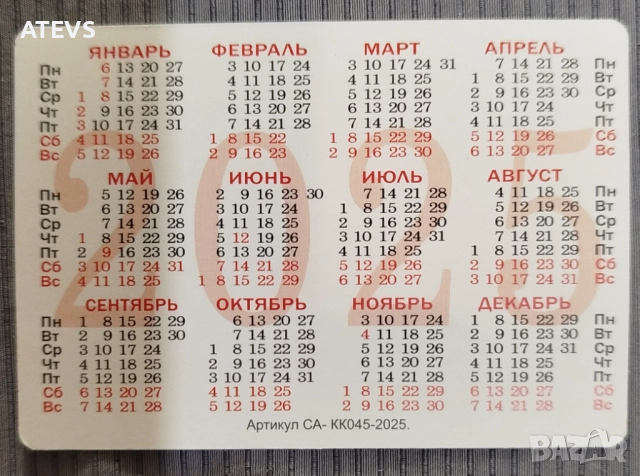 ATEVS
2025
ЯНВАРЬ ФЕВРАЛЬ МАРТ АПРЕЛЬ
Пн 6 13 20 27 3 10 17 24 3 10 17 24 31 7 14 21 28 Пн
Вт 7 14 21 28 4 11 18 25 4 11 18 25 1 8 15 22 29 Вт
Ср 1 8 15 22 29 5 12 19 26 5 12 19 26 2 9 16 23 30 Ср
Чт 2 9 16 23 30 6 13 20 27 6 13 20 27 3 10 17 24 Чт
Пт 3 10 17 24 31 7 14 21 28 7 14 21 28 4 11 18 25 Пт
Сб 4 11 18 25 1 8 15 22 1 8 15 22 29 5 12 19 26 Сб
Вс 5 12 19 26 2 9 16 23 2 9 16 23 30 6 13 20 27 Вс
МАЙ ИЮНЬ ИЮЛЬ АВГУСТ
Пн 5 12 19 26 2 9 16 23 30 7 14 21 28 4 11 18 25 Пн
Вт 6 13 20 27 3 10 17 24 1 8 15 22 29 5 12 19 26 Вт
Ср 7 14 21 28 4 11 18 25 2 9 16 23 30 6 13 20 27 Ср
Чт 1 8 15 22 29 5 12 19 26 3 10 17 24 31 7 14 21 28 Чт
Пт 2 9 16 23 30 6 13 20 27 4 11 18 25 1 8 15 22 29 Пт
Сб 3 10 17 24 31 7 14 21 28 5 12 19 26 2 9 16 23 30 Сб
Вс 4 11 18 25 1 8 15 22 29 6 13 20 27 3 10 17 24 31 Вс
СЕНТЯБРЬ ОКТЯБРЬ НОЯБРЬ ДЕКАБРЬ
Пн 1 8 15 22 29 6 13 20 27 3 10 17 24 1 8 15 22 29 Пн
Вт 2 9 16 23 30 7 14 21 28 4 11 18 25 2 9 16 23 30 Вт
Ср 3 10 17 24 1 8 15 22 29 5 12 19 26 3 10 17 24 31 Ср
Чт 4 11 18 25 2 9 16 23 30 6 13 20 27 4 11 18 25 Чт
Пт 5 12 19 26 3 10 17 24 31 7 14 21 28 5 12 19 26 Пт
Сб 6 13 20 27 4 11 18 25 1 8 15 22 29 6 13 20 27 Сб
Вс 7 14 21 28 5 12 19 26 2 9 16 23 30 7 14 21 28 Вс
Артикул СА- КК045-2025.
bazar.bg